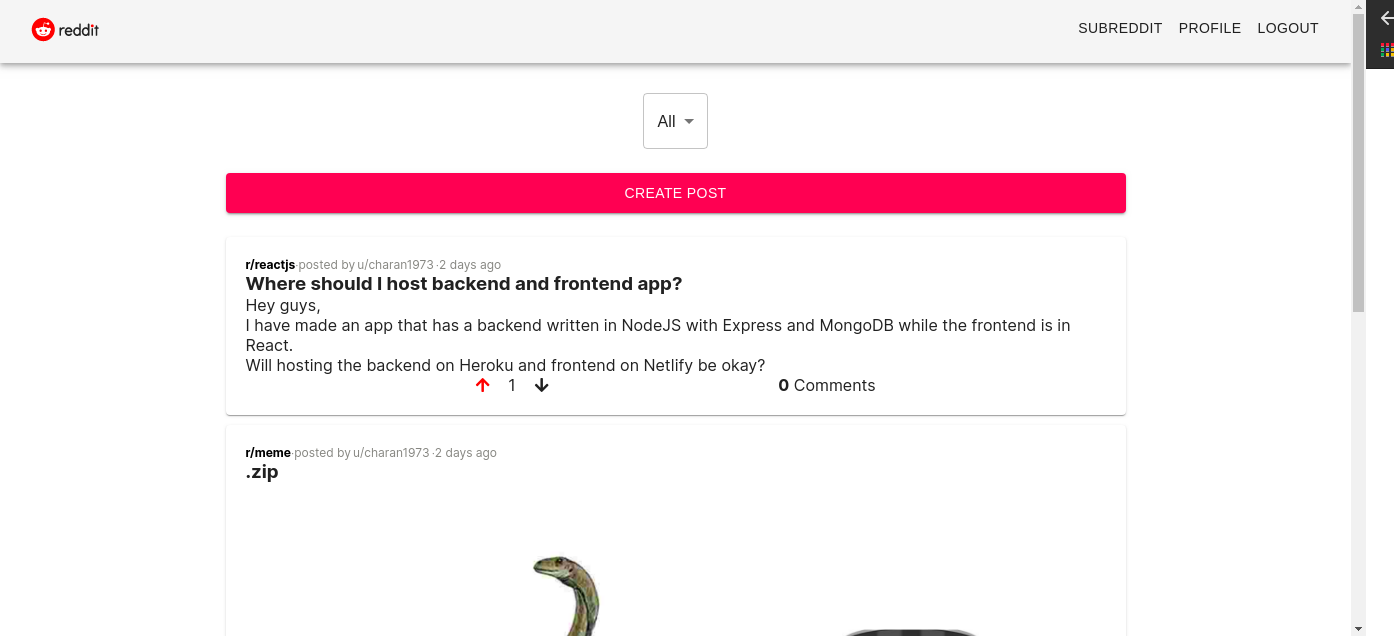 reddit
SUBREDDIT PROFILE LOGOUT
All
CREATE POST
r/reactjs·posted by u/charan1973·2 days ago
Where should I host backend and frontend app?
Hey guys,
I have made an app that has a backend written in NodeJS with Express and MongoDB while the frontend is in
React.
Will hosting the backend on Heroku and frontend on Netlify be okay?
1 0 Comments
r/meme·posted by u/charan1973·2 days ago
.zip